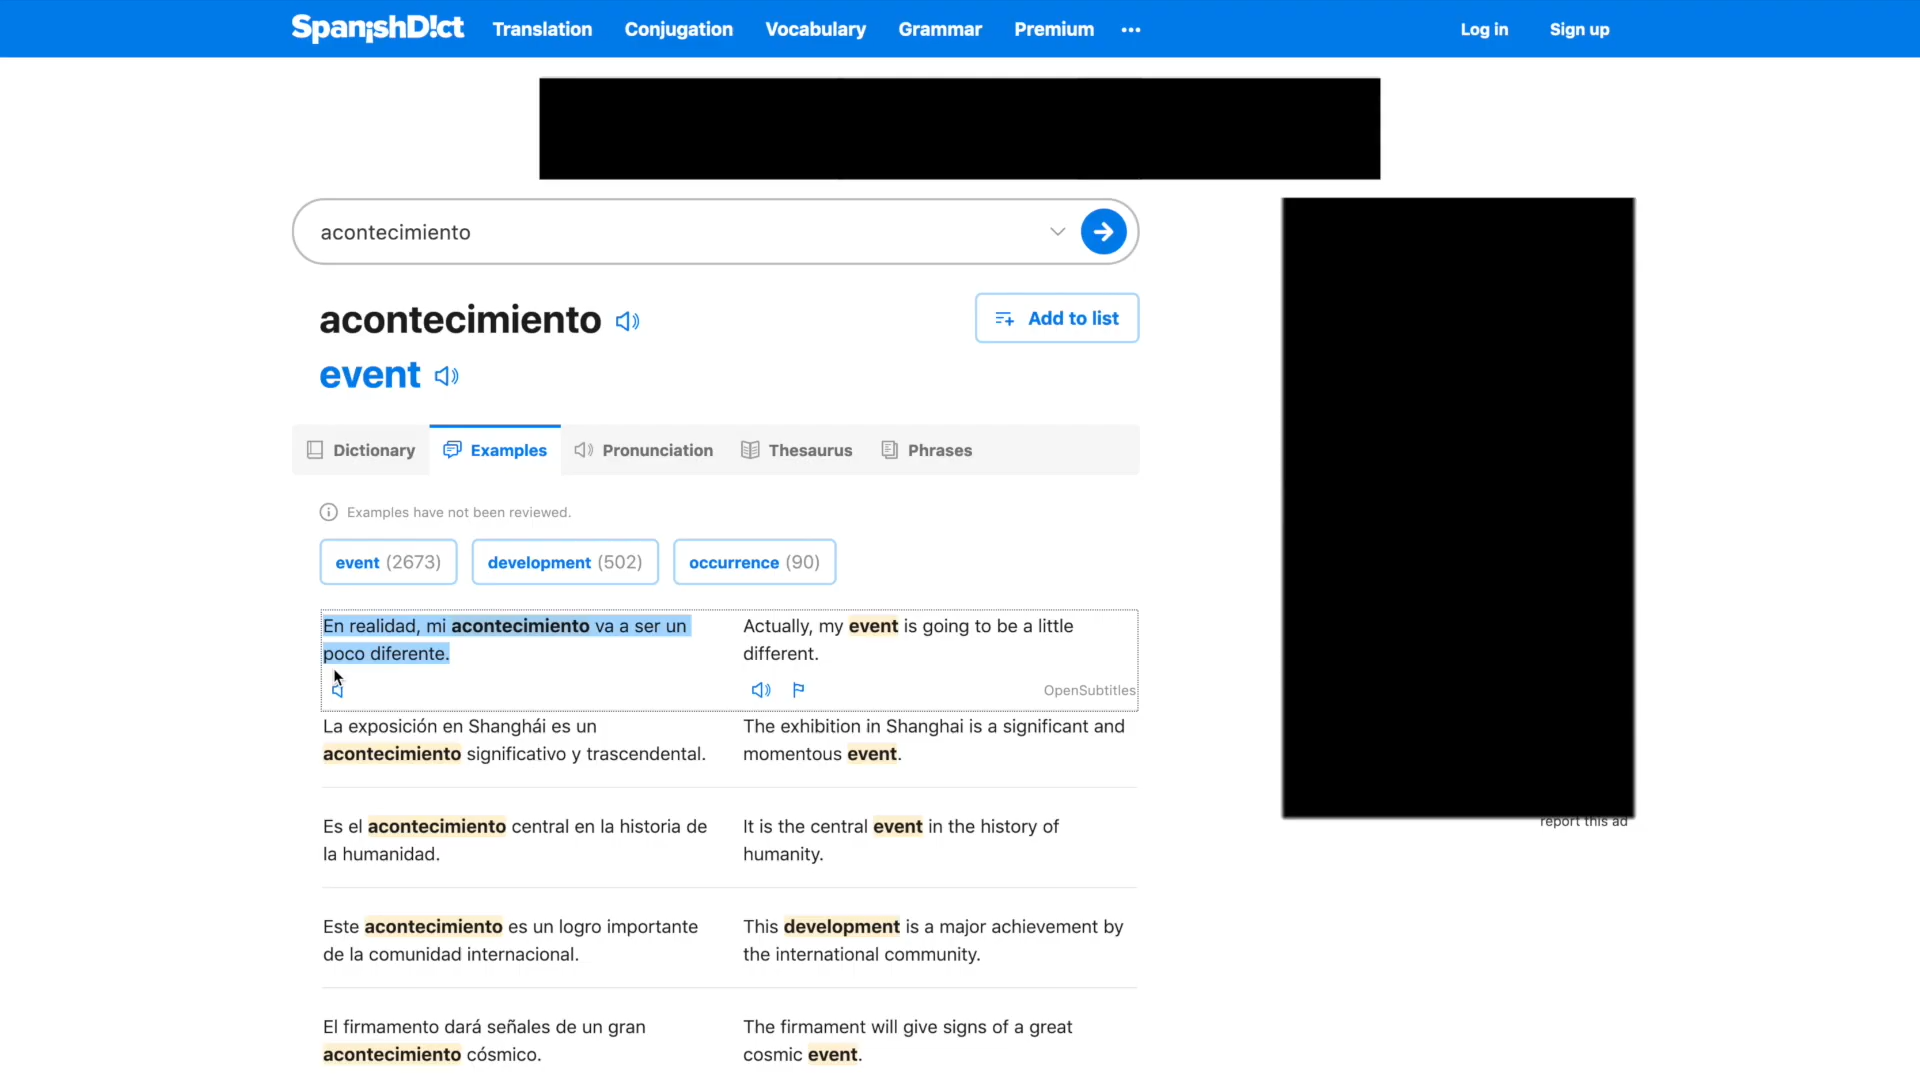 SpanishD!ct Translation Conjugation Vocabulary Grammar Premium ••• Log in Sign up
acontecimiento
acontecimiento
Add to list
event
Dictionary Examples Pronunciation Thesaurus Phrases
Examples have not been reviewed.
event (2673) development (502) occurrence (90)
En realidad, mi acontecimiento va a ser un
poco diferente.
Actually, my event is going to be a little
different.
OpenSubtitles
La exposición en Shanghái es un
acontecimiento significativo y trascendental.
The exhibition in Shanghai is a significant and
momentous event.
Es el acontecimiento central en la historia de
la humanidad.
It is the central event in the history of
humanity.
Este acontecimiento es un logro importante
de la comunidad internacional.
This development is a major achievement by
the international community.
El firmamento dará señales de un gran
acontecimiento cósmico.
The firmament will give signs of a great
cosmic event.
report this ad